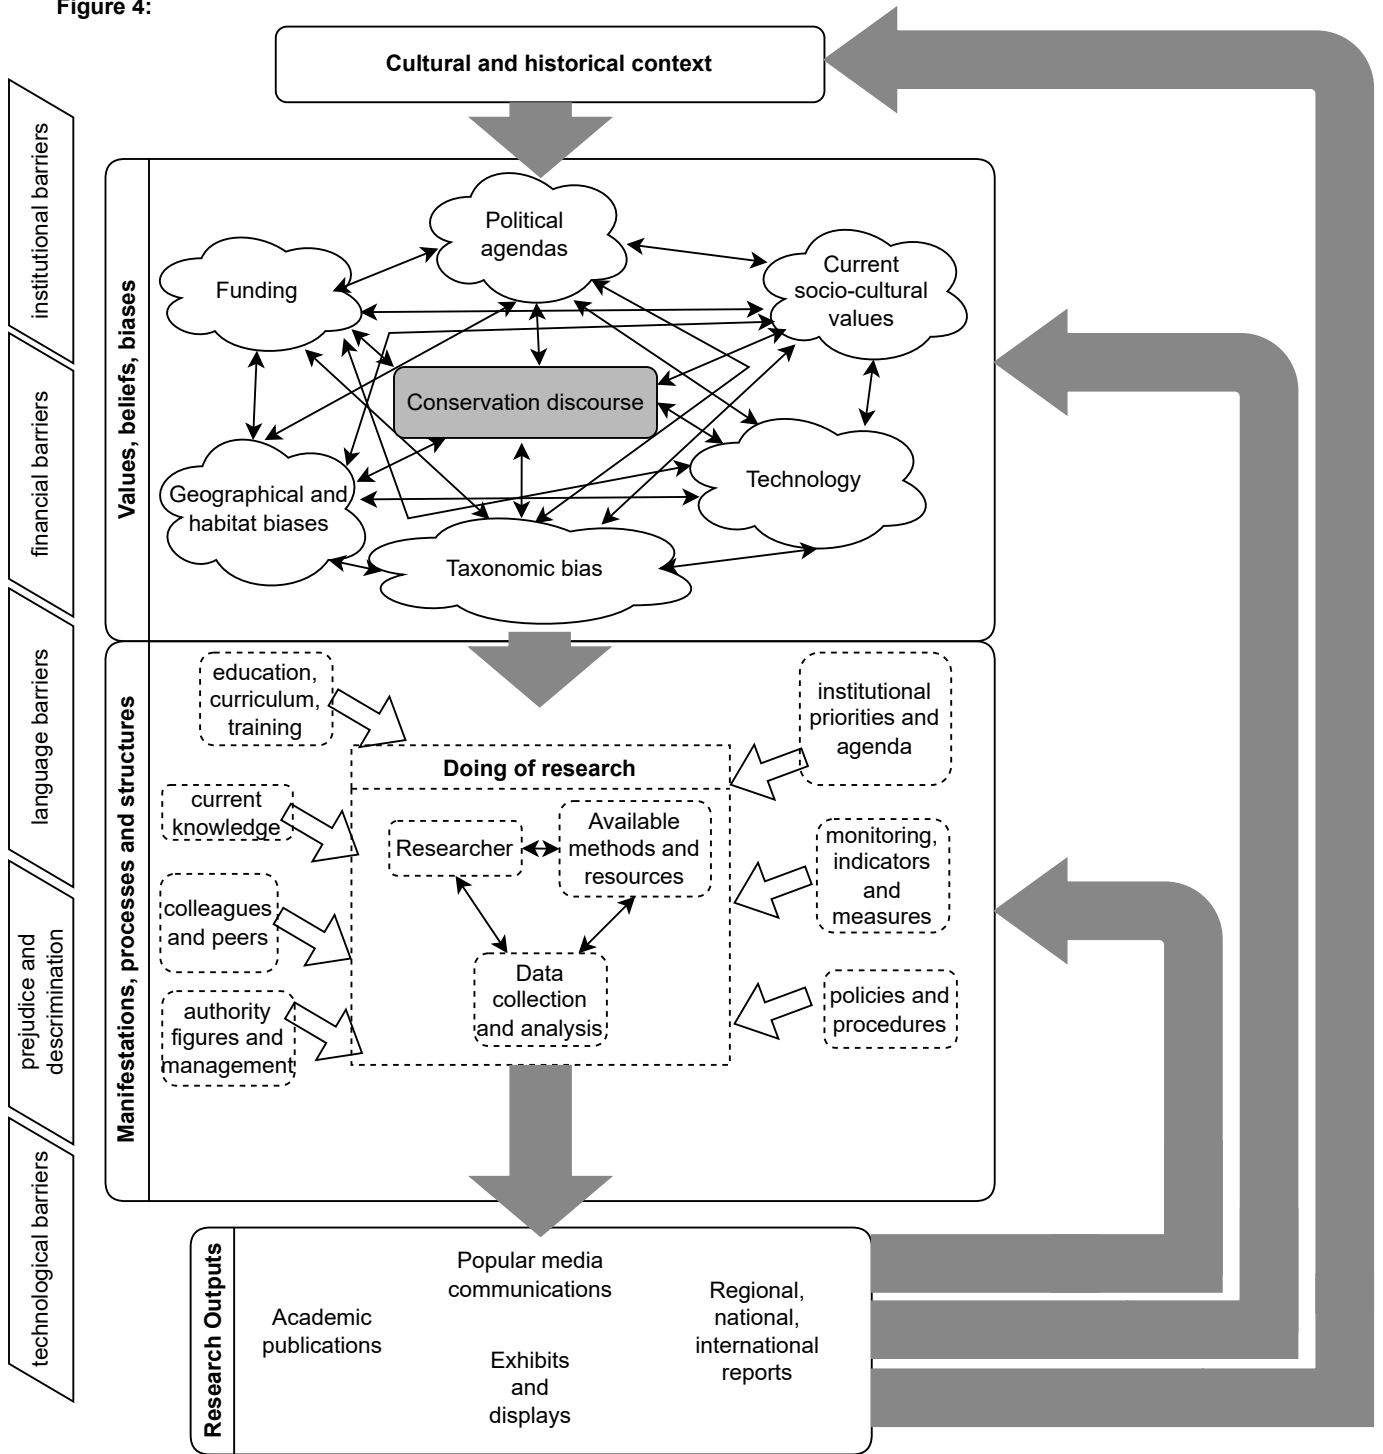 Figure 4:
Cultural and historical context
institutional barriers
financial barriers
language barriers
prejudice and
descrimination
technological barriers
Values, beliefs, biases
Political
agendas
Funding
Current
socio-cultural
values
Conservation discourse
Geographical and
habitat biases
Technology
Taxonomic bias
Manifestations, processes and structures
education,
curriculum,
training
current
knowledge
colleagues
and peers
authority
figures and
management
Doing of research
Researcher
Available
methods and
resources
Data
collection
and analysis
institutional
priorities and
agenda
monitoring,
indicators
and
measures
policies and
procedures
Research Outputs
Academic
publications
Popular media
communications
Exhibits
and
displays
Regional,
national,
international
reports